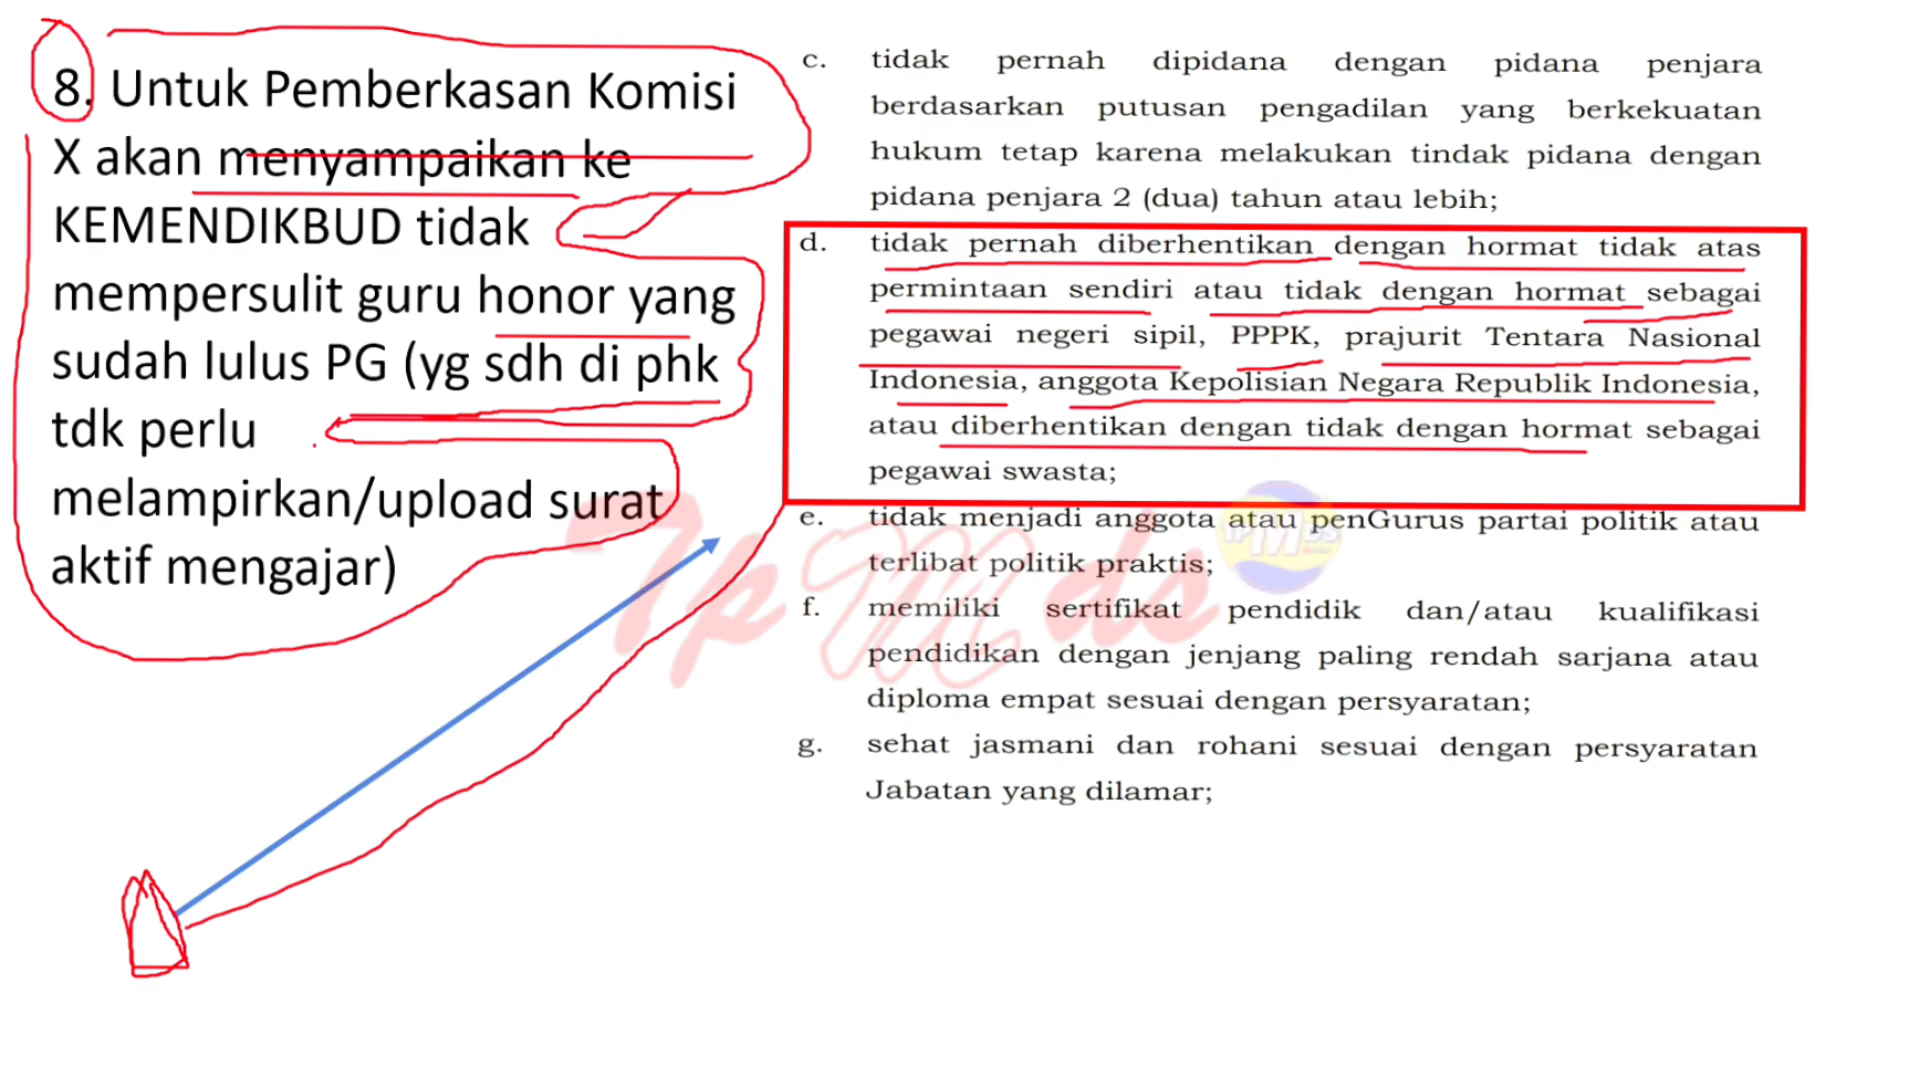 8. Untuk Pemberkasan Komisi
X akan menyampaikan ke
KEMENDIKBUD tidak
mempersulit guru honor yang
sudah lulus PG (yg sdh di phk
tdk perlu
melampirkan/upload surat
aktif mengajar)
c. tidak pernah dipidana dengan pidana penjara
berdasarkan putusan pengadilan yang berkekuatan
hukum tetap karena melakukan tindak pidana dengan
pidana penjara 2 (dua) tahun atau lebih;
d. tidak pernah diberhentikan dengan hormat tidak atas
permintaan sendiri atau tidak dengan hormat sebagai
pegawai negeri sipil, PPPK, prajurit Tentara Nasional
Indonesia, anggota Kepolisian Negara Republik Indonesia,
atau diberhentikan dengan tidak dengan hormat sebagai
pegawai swasta;
e. tidak menjadi anggota atau penGurus partai politik atau
terlibat politik praktis;
f. memiliki sertifikat pendidik dan/atau kualifikasi
pendidikan dengan jenjang paling rendah sarjana atau
diploma empat sesuai dengan persyaratan;
g. sehat jasmani dan rohani sesuai dengan persyaratan
Jabatan yang dilamar;
IpMds